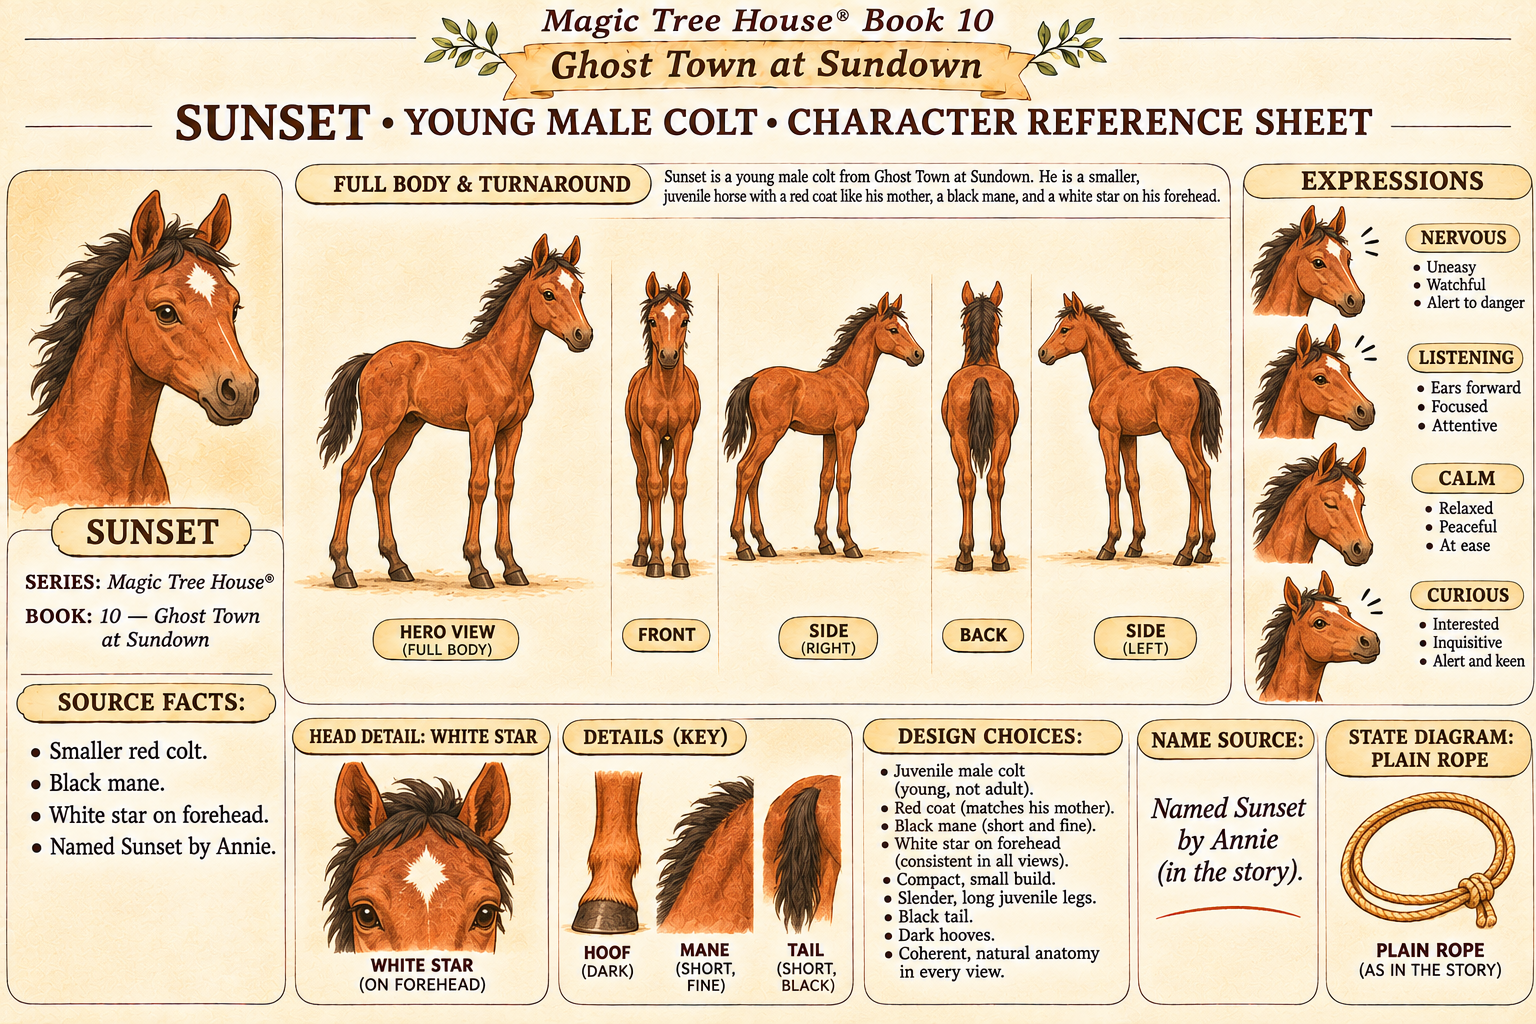 Magic Tree House® Book 10
Ghost Town at Sundown
SUNSET • YOUNG MALE COLT • CHARACTER REFERENCE SHEET
SUNSET
SERIES: Magic Tree House®
BOOK: 10 — Ghost Town
at Sundown
SOURCE FACTS:
• Smaller red colt.
• Black mane.
• White star on forehead.
• Named Sunset by Annie.
FULL BODY & TURNAROUND
Sunset is a young male colt from Ghost Town at Sundown. He is a smaller,
juvenile horse with a red coat like his mother, a black mane, and a white star on his forehead.
HERO VIEW
(FULL BODY)
FRONT
SIDE
(RIGHT)
BACK
SIDE
(LEFT)
EXPRESSIONS
NERVOUS
• Uneasy
• Watchful
• Alert to danger
LISTENING
• Ears forward
• Focused
• Attentive
CALM
• Relaxed
• Peaceful
• At ease
CURIOUS
• Interested
• Inquisitive
• Alert and keen
HEAD DETAIL: WHITE STAR
WHITE STAR
(ON FOREHEAD)
DETAILS (KEY)
HOOF
(DARK)
MANE
(SHORT,
FINE)
TAIL
(SHORT,
BLACK)
DESIGN CHOICES:
• Juvenile male colt
(young, not adult).
• Red coat (matches his mother).
• Black mane (short and fine).
• White star on forehead
(consistent in all views).
• Compact, small build.
• Slender, long juvenile legs.
• Black tail.
• Dark hooves.
• Coherent, natural anatomy
in every view.
NAME SOURCE:
Named Sunset
by Annie
(in the story).
STATE DIAGRAM:
PLAIN ROPE
PLAIN ROPE
(AS IN THE STORY)